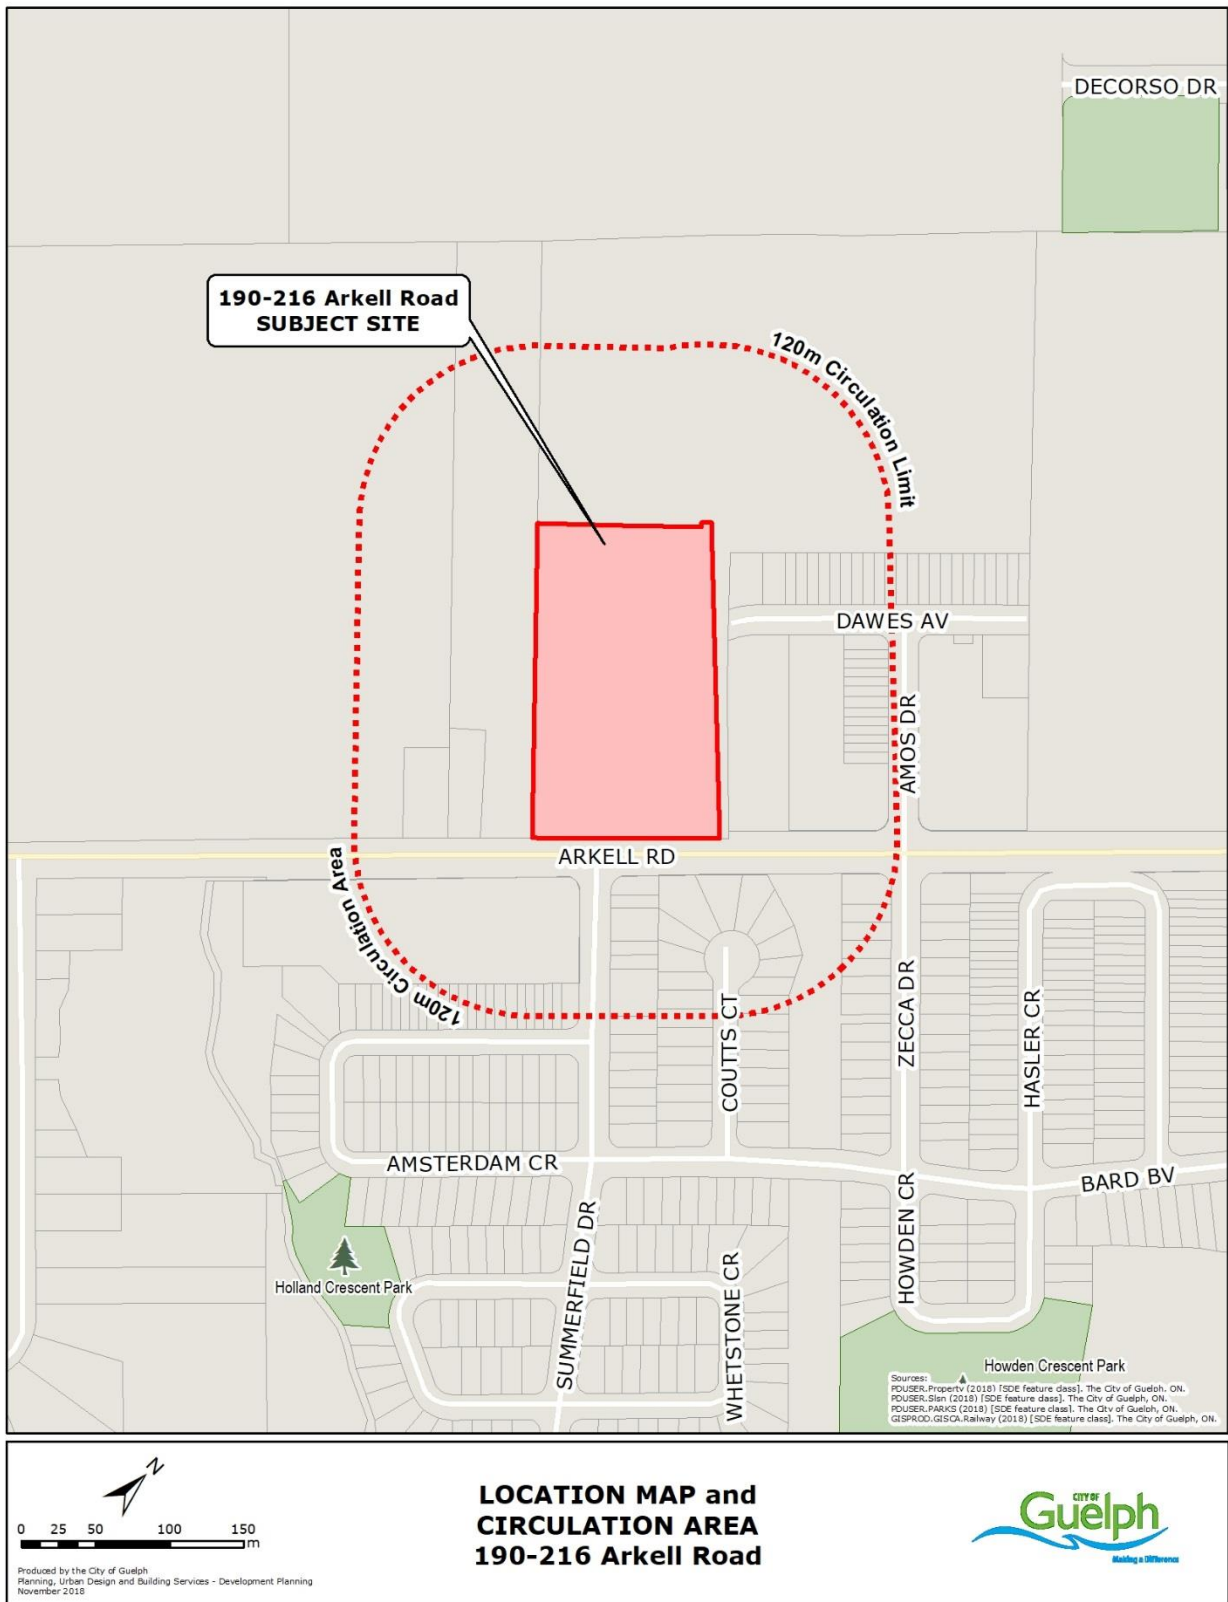 DECORSO DR
190-216 Arkell Road
SUBJECT SITE
120m Circulation Limit
DAWES AV
AMOS DR
ARKELL RD
120m Circulation Area
COUTTS CT
ZECCA DR
HASLER CR
AMSTERDAM CR
BARD BV
SUMMERFIELD DR
HOWDEN CR
WHETSTONE CR
Holland Crescent Park
Howden Crescent Park
Sources:
PDUSER.Property (2018) [SDE feature class]. The City of Guelph, ON.
PDUSER.Slsn (2018) [SDE feature class]. The City of Guelph, ON.
PDUSER.PARKS (2018) [SDE feature class]. The City of Guelph, ON.
GISPROD.GISCA.Railway (2018) [SDE feature class]. The City of Guelph, ON.
N
0 25 50 100 150
m
Produced by the City of Guelph
Planning, Urban Design and Building Services - Development Planning
November 2018
LOCATION MAP and
CIRCULATION AREA
190-216 Arkell Road
CITY OF
Guelph
Making a Difference